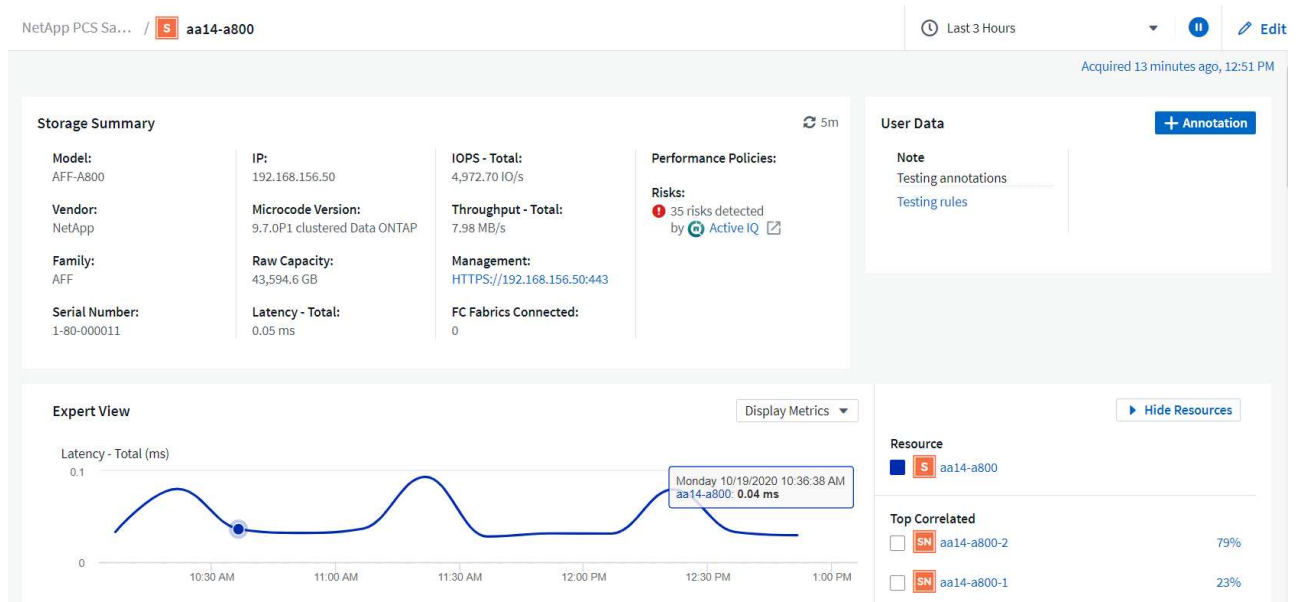 NetApp PCS Sa... / S aa14-a800
Last 3 Hours
Edit
Acquired 13 minutes ago, 12:51 PM
Storage Summary
5m
Model:
AFF-A800
Vendor:
NetApp
Family:
AFF
Serial Number:
1-80-000011
IP:
192.168.156.50
Microcode Version:
9.7.0P1 clustered Data ONTAP
Raw Capacity:
43,594.6 GB
Latency - Total:
0.05 ms
IOPS - Total:
4,972.70 IO/s
Throughput - Total:
7.98 MB/s
Management:
HTTPS://192.168.156.50:443
FC Fabrics Connected:
0
Performance Policies:
Risks:
35 risks detected
by Active IQ
User Data
+ Annotation
Note
Testing annotations
Testing rules
Expert View
Display Metrics
Latency - Total (ms)
0.1
0
Monday 10/19/2020 10:36:38 AM
aa14-a800: 0.04 ms
10:30 AM 11:00 AM 11:30 AM 12:00 PM 12:30 PM 1:00 PM
Hide Resources
Resource
S aa14-a800
Top Correlated
SN aa14-a800-2 79%
SN aa14-a800-1 23%